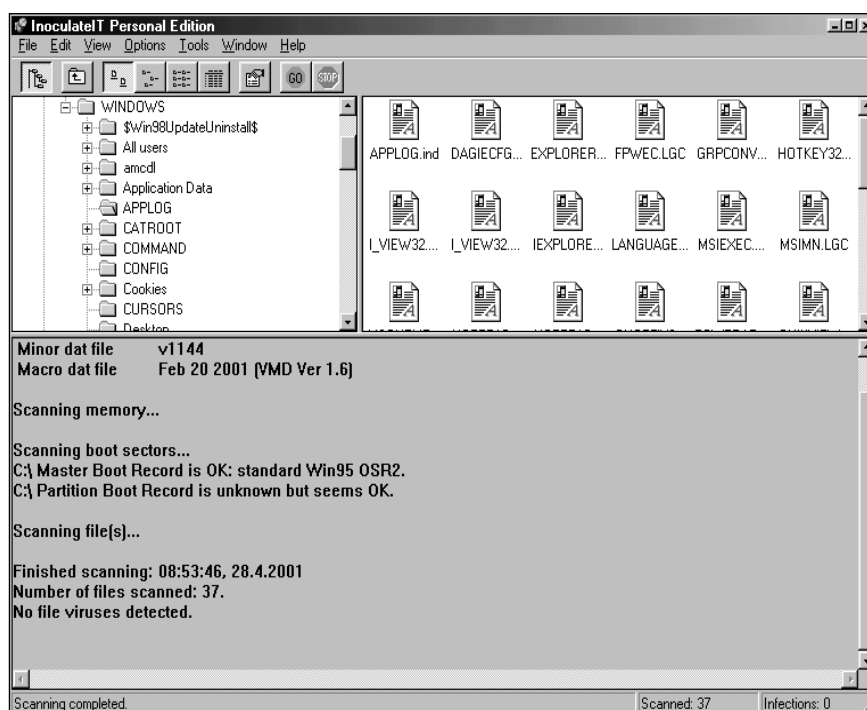 InoculateIT Personal Edition
File Edit View Options Tools Window Help
GO STOP
WINDOWS
$Win98UpdateUninstall$
All users
amcdl
Application Data
APPLOG
CATROOT
COMMAND
CONFIG
Cookies
CURSORS
Desktop
APPLOG.ind DAGIECFG... EXPLORER... FPWEC.LGC GRPCONV... HOTKEY32...
I_VIEW32... I_VIEW32... IEXPLORE... LANGUAGE... MSIEXEC.... MSIMN.LGC
Minor dat file v1144
Macro dat file Feb 20 2001 (VMD Ver 1.6)
Scanning memory...
Scanning boot sectors...
C:\ Master Boot Record is OK: standard Win95 OSR2.
C:\ Partition Boot Record is unknown but seems OK.
Scanning file(s)...
Finished scanning: 08:53:46, 28.4.2001
Number of files scanned: 37.
No file viruses detected.
Scanning completed. Scanned: 37 Infections: 0